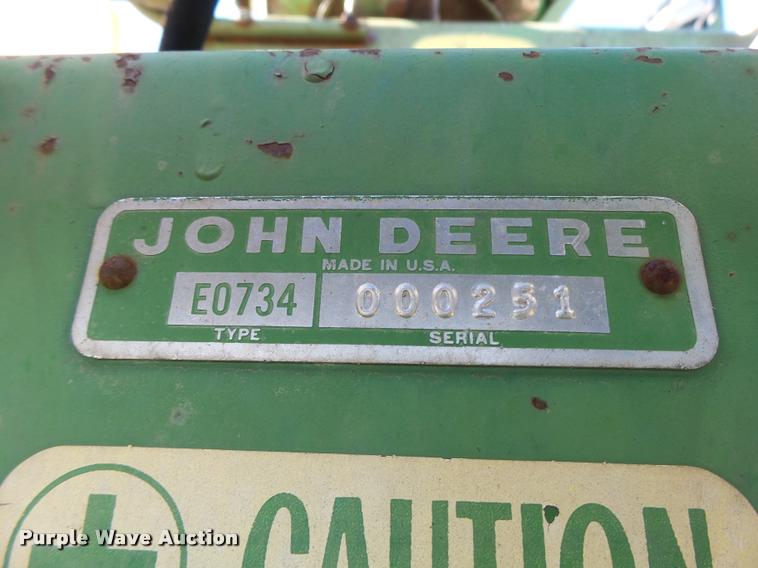 JOHN DEERE
MADE IN U.S.A.
E0734 000251
TYPE SERIAL
CAUTION
Purple Wave Auction